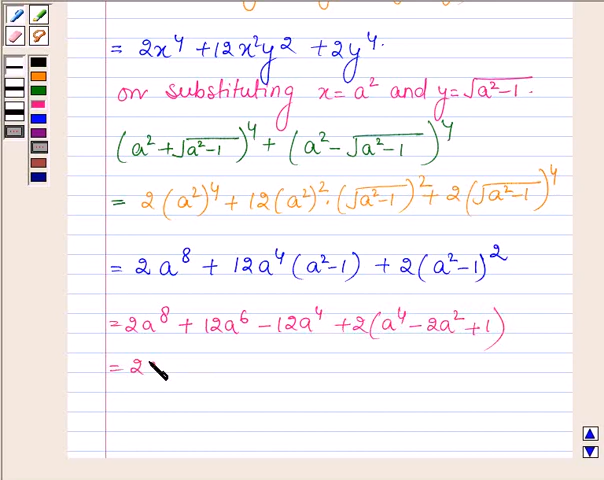 = 2x⁴ + 12x²y² + 2y⁴.
on substituting x = a² and y = √a²-1.
(a² + √a²-1)⁴ + (a² - √a²-1)⁴
= 2(a²)⁴ + 12(a²)².(√a²-1)² + 2(√a²-1)⁴
= 2a⁸ + 12a⁴(a²-1) + 2(a²-1)²
= 2a⁸ + 12a⁶ - 12a⁴ + 2(a⁴ - 2a² + 1)
= 2